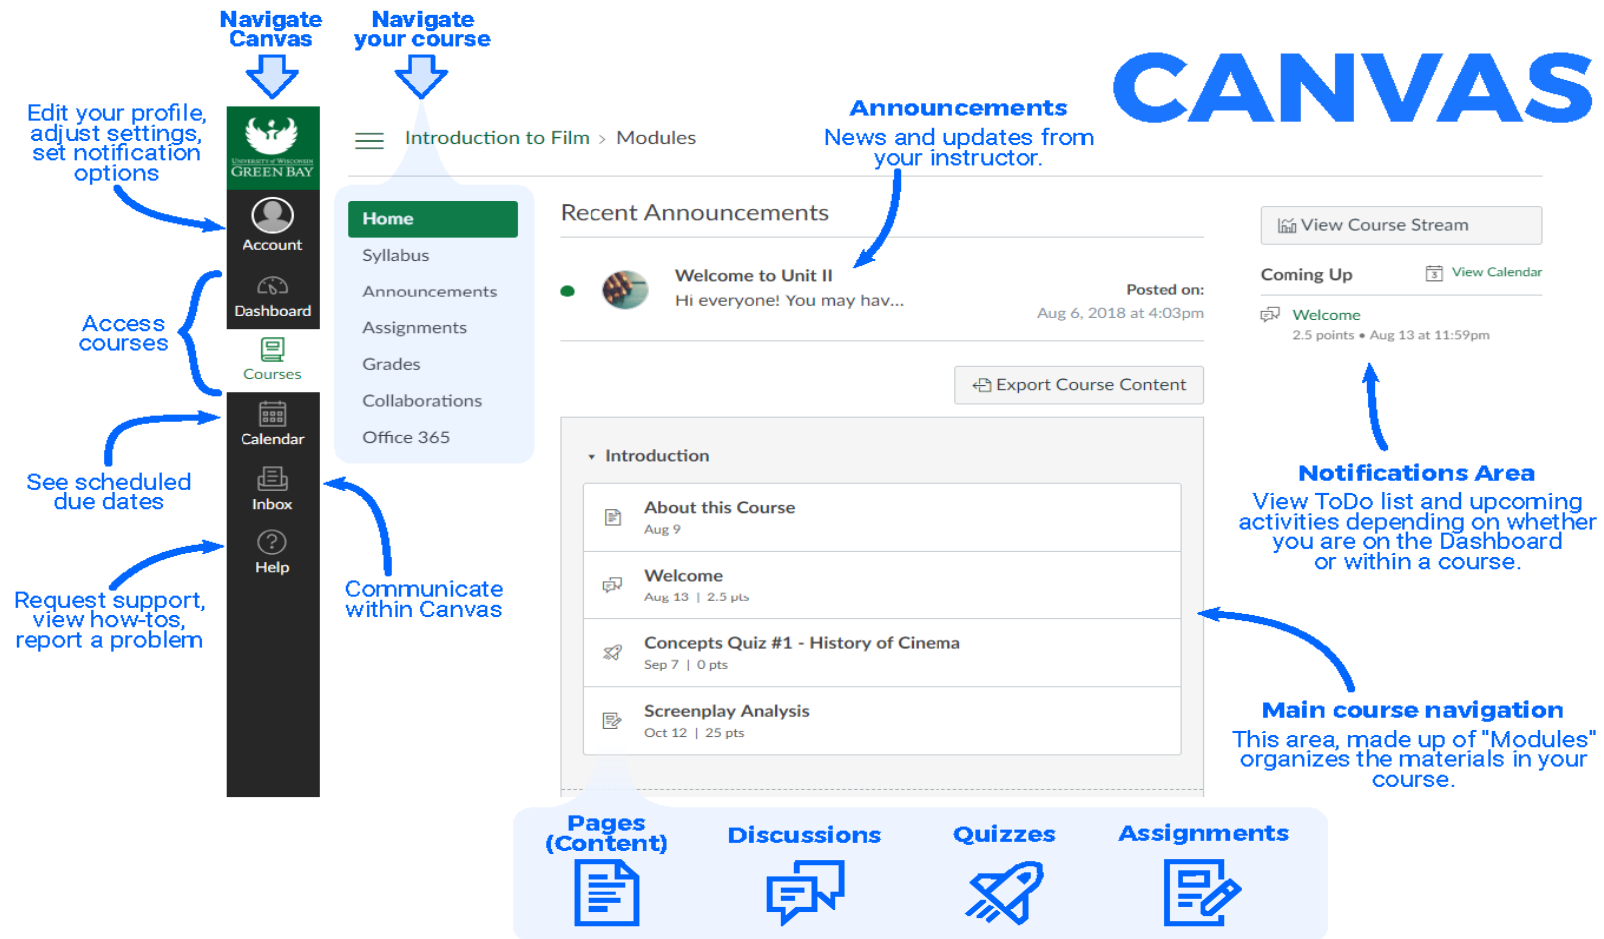 Navigate
Canvas
Navigate
your course
CANVAS
Edit your profile,
adjust settings,
set notification
options
Access
courses
See scheduled
due dates
Request support,
view how-tos,
report a problem
UNIVERSITY of WISCONSIN
GREEN BAY
Account
Dashboard
Courses
Calendar
Inbox
Help
Communicate
within Canvas
Introduction to Film > Modules
Home
Syllabus
Announcements
Assignments
Grades
Collaborations
Office 365
Announcements
News and updates from
your instructor.
Recent Announcements
Welcome to Unit II
Hi everyone! You may hav...
Posted on:
Aug 6, 2018 at 4:03pm
Export Course Content
Introduction
About this Course
Aug 9
Welcome
Aug 13 | 2.5 pts
Concepts Quiz #1 - History of Cinema
Sep 7 | 0 pts
Screenplay Analysis
Oct 12 | 25 pts
View Course Stream
Coming Up
3 View Calendar
Welcome
2.5 points • Aug 13 at 11:59pm
Notifications Area
View ToDo list and upcoming
activities depending on whether
you are on the Dashboard
or within a course.
Main course navigation
This area, made up of "Modules"
organizes the materials in your
course.
Pages
(Content)
Discussions
Quizzes
Assignments